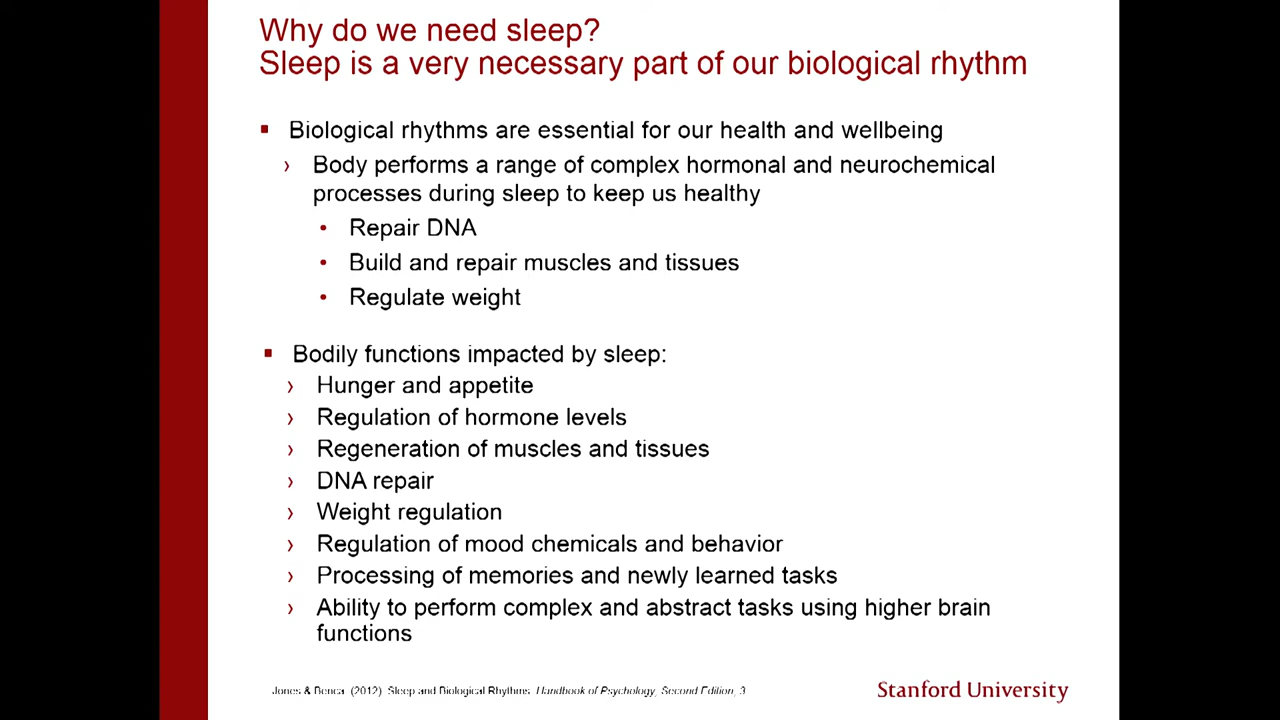 Why do we need sleep?
Sleep is a very necessary part of our biological rhythm
▪ Biological rhythms are essential for our health and wellbeing
› Body performs a range of complex hormonal and neurochemical
processes during sleep to keep us healthy
• Repair DNA
• Build and repair muscles and tissues
• Regulate weight
▪ Bodily functions impacted by sleep:
› Hunger and appetite
› Regulation of hormone levels
› Regeneration of muscles and tissues
› DNA repair
› Weight regulation
› Regulation of mood chemicals and behavior
› Processing of memories and newly learned tasks
› Ability to perform complex and abstract tasks using higher brain
functions
Jones & Benca (2012) Sleep and Biological Rhythms. Handbook of Psychology, Second Edition, 3
Stanford University